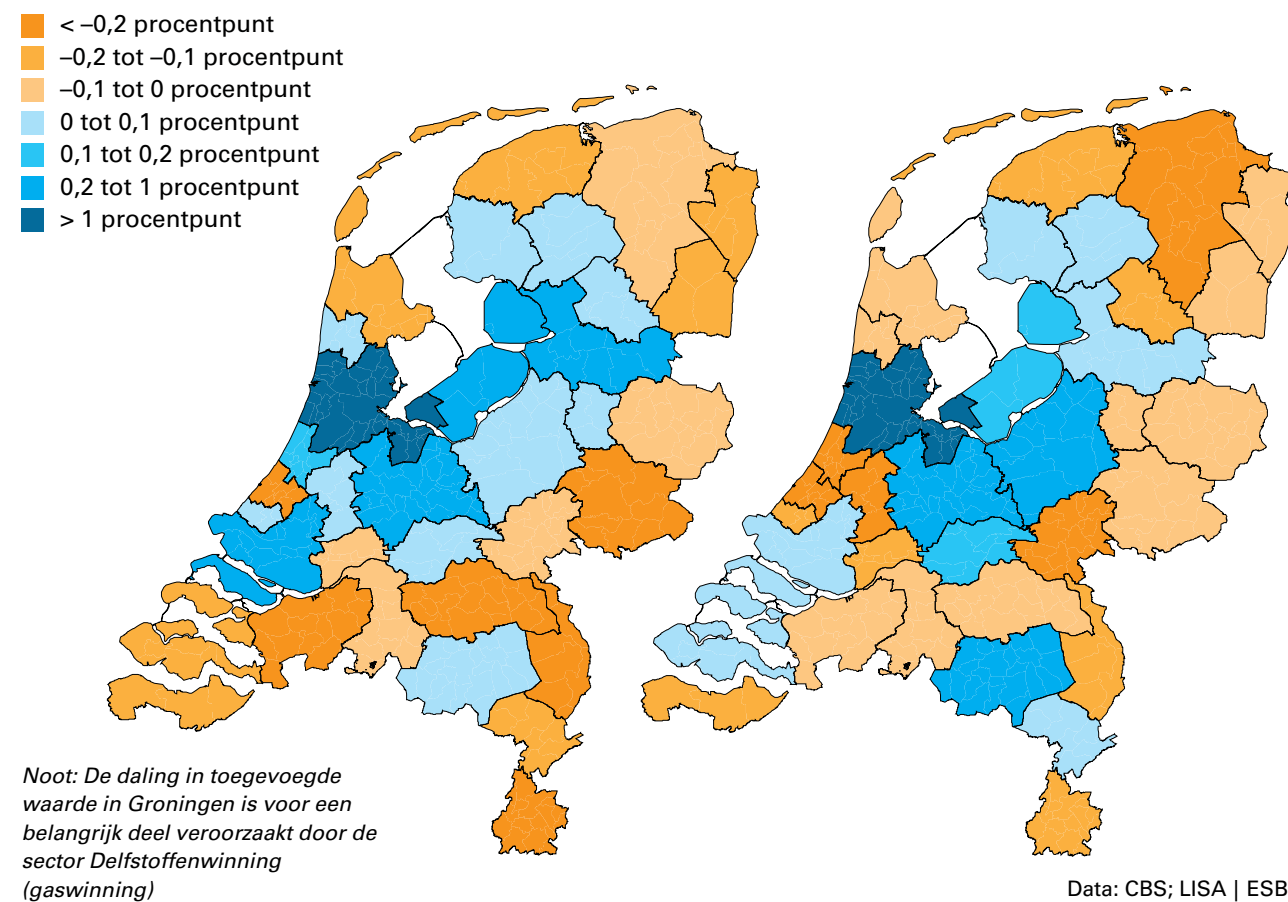 < –0,2 procentpunt
–0,2 tot –0,1 procentpunt
–0,1 tot 0 procentpunt
0 tot 0,1 procentpunt
0,1 tot 0,2 procentpunt
0,2 tot 1 procentpunt
> 1 procentpunt
Noot: De daling in toegevoegde
waarde in Groningen is voor een
belangrijk deel veroorzaakt door de
sector Delfstoffenwinning
(gaswinning)
Data: CBS; LISA | ESB